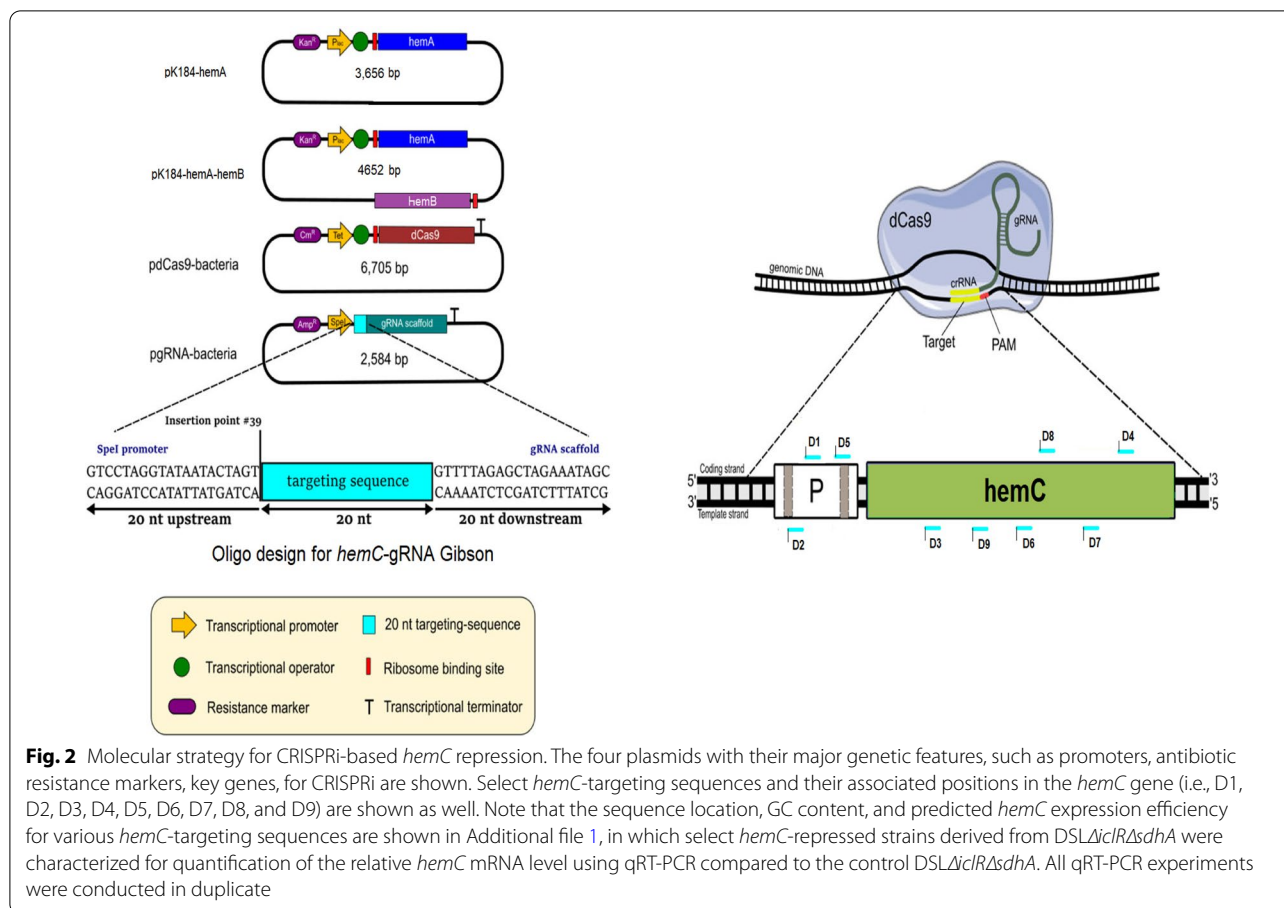 pK184-hemA
Kan^R
P_lac
hemA
3,656 bp
pK184-hemA-hemB
Kan^R
P_lac
hemA
4652 bp
hemB
pdCas9-bacteria
Cm^R
Tet
dCas9
T
6,705 bp
pgRNA-bacteria
Amp^R
SpeI
gRNA scaffold
T
2,584 bp
Insertion point #39
SpeI promoter
gRNA scaffold
GTCCTAGGTATAATACTAGT targeting sequence GTTTTAGAGCTAGAAATAGC
CAGGATCCATATTATGATCA CAAAATCTCGATCTTTATCG
20 nt upstream 20 nt 20 nt downstream
Oligo design for hemC-gRNA Gibson
Transcriptional promoter
20 nt targeting-sequence
Transcriptional operator
Ribosome binding site
Resistance marker
T Transcriptional terminator
dCas9
gRNA
genomic DNA
crRNA
Target
PAM
D1
D5
D8
D4
Coding strand
5'
'3
P
hemC
3'
'5
Template strand
D2
D3
D9
D6
D7
Fig. 2 Molecular strategy for CRISPRi-based hemC repression. The four plasmids with their major genetic features, such as promoters, antibiotic
resistance markers, key genes, for CRISPRi are shown. Select hemC-targeting sequences and their associated positions in the hemC gene (i.e., D1,
D2, D3, D4, D5, D6, D7, D8, and D9) are shown as well. Note that the sequence location, GC content, and predicted hemC expression efficiency
for various hemC-targeting sequences are shown in Additional file 1, in which select hemC-repressed strains derived from DSLΔiclRΔsdhA were
characterized for quantification of the relative hemC mRNA level using qRT-PCR compared to the control DSLΔiclRΔsdhA. All qRT-PCR experiments
were conducted in duplicate